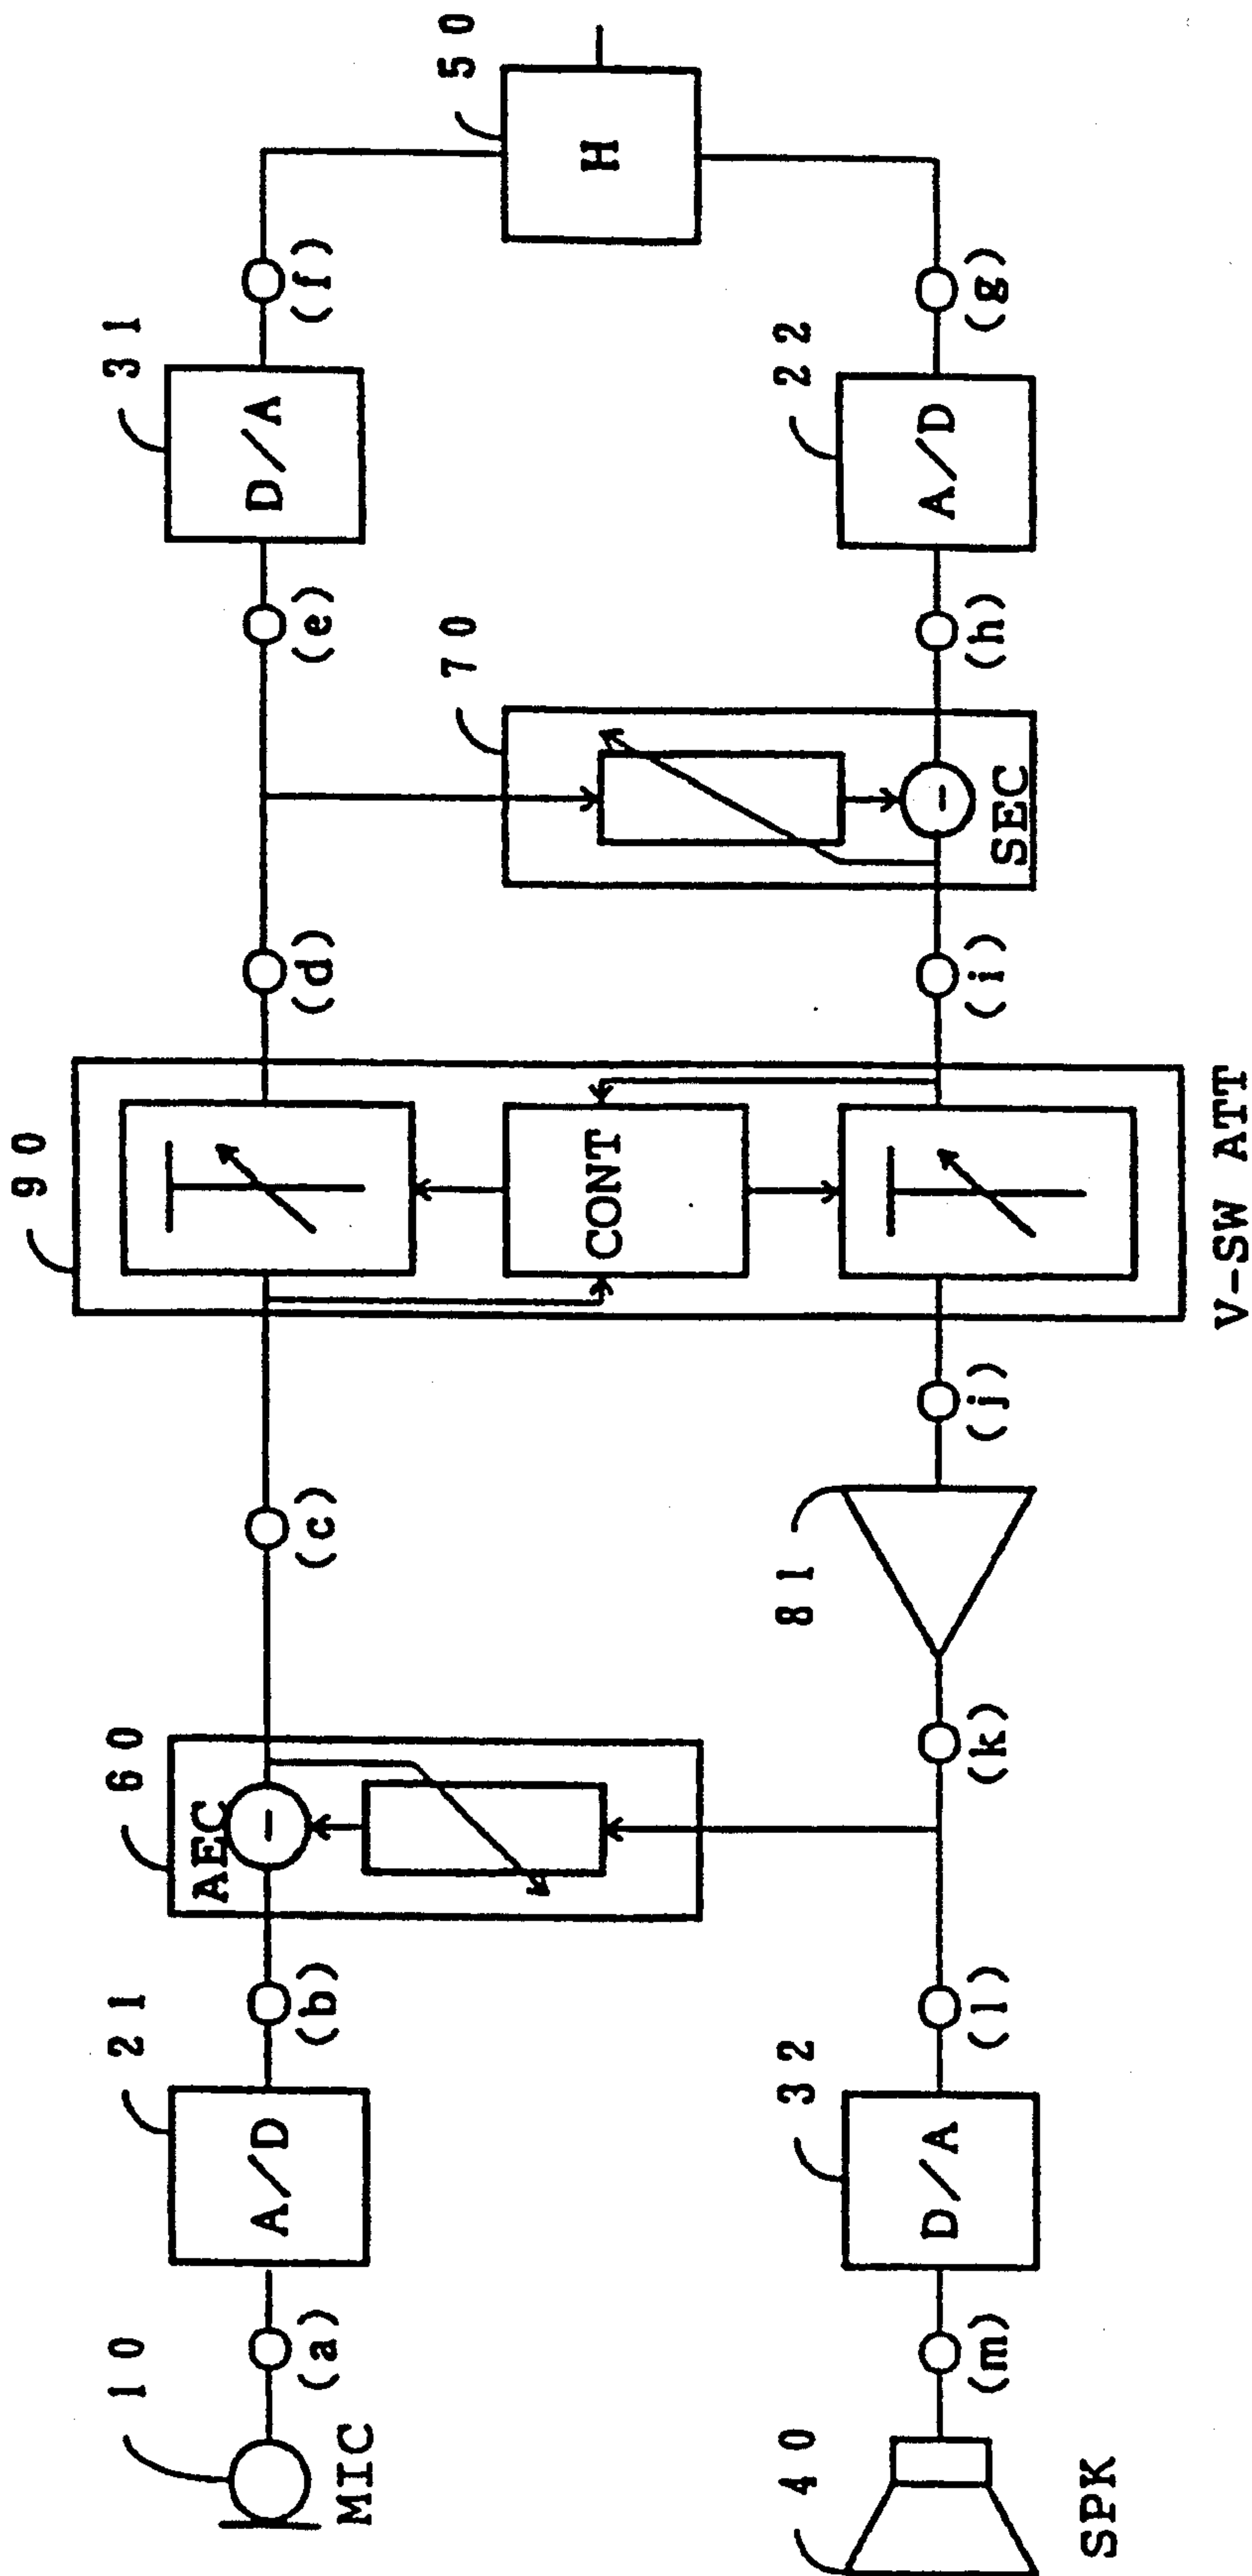 90
10
21
60
31
MIC
(a)
A/D
(b)
AEC
(c)
(d)
(e)
D/A
(f)
CONT
70
50
H
40
32
81
22
SPK
(m)
D/A
(l)
(k)
(j)
(i)
SEC
(h)
A/D
(g)
V-SW ATT